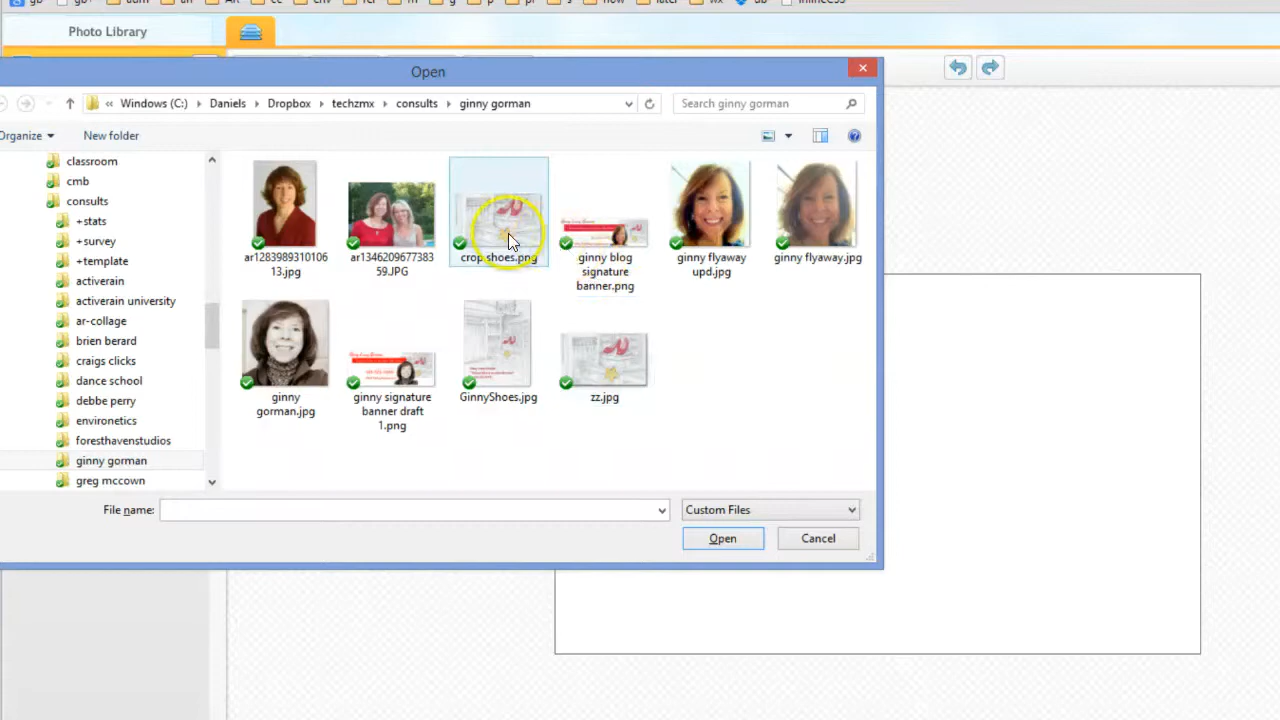 Photo Library
Open
« Windows (C:) Daniels Dropbox techzmx consults ginny gorman
Search ginny gorman
Organize
New folder
classroom
cmb
consults
+stats
+survey
+template
activerain
activerain university
ar-collage
brien berard
craigs clicks
dance school
debbe perry
environetics
foresthavenstudios
ginny gorman
greg mccown
ar1283989310106
13.jpg
ar1346209677383
59.JPG
crop shoes.png
ginny blog
signature
banner.png
ginny flyaway
upd.jpg
ginny flyaway.jpg
ginny
gorman.jpg
ginny signature
banner draft
1.png
GinnyShoes.jpg
zz.jpg
File name:
Custom Files
Open
Cancel